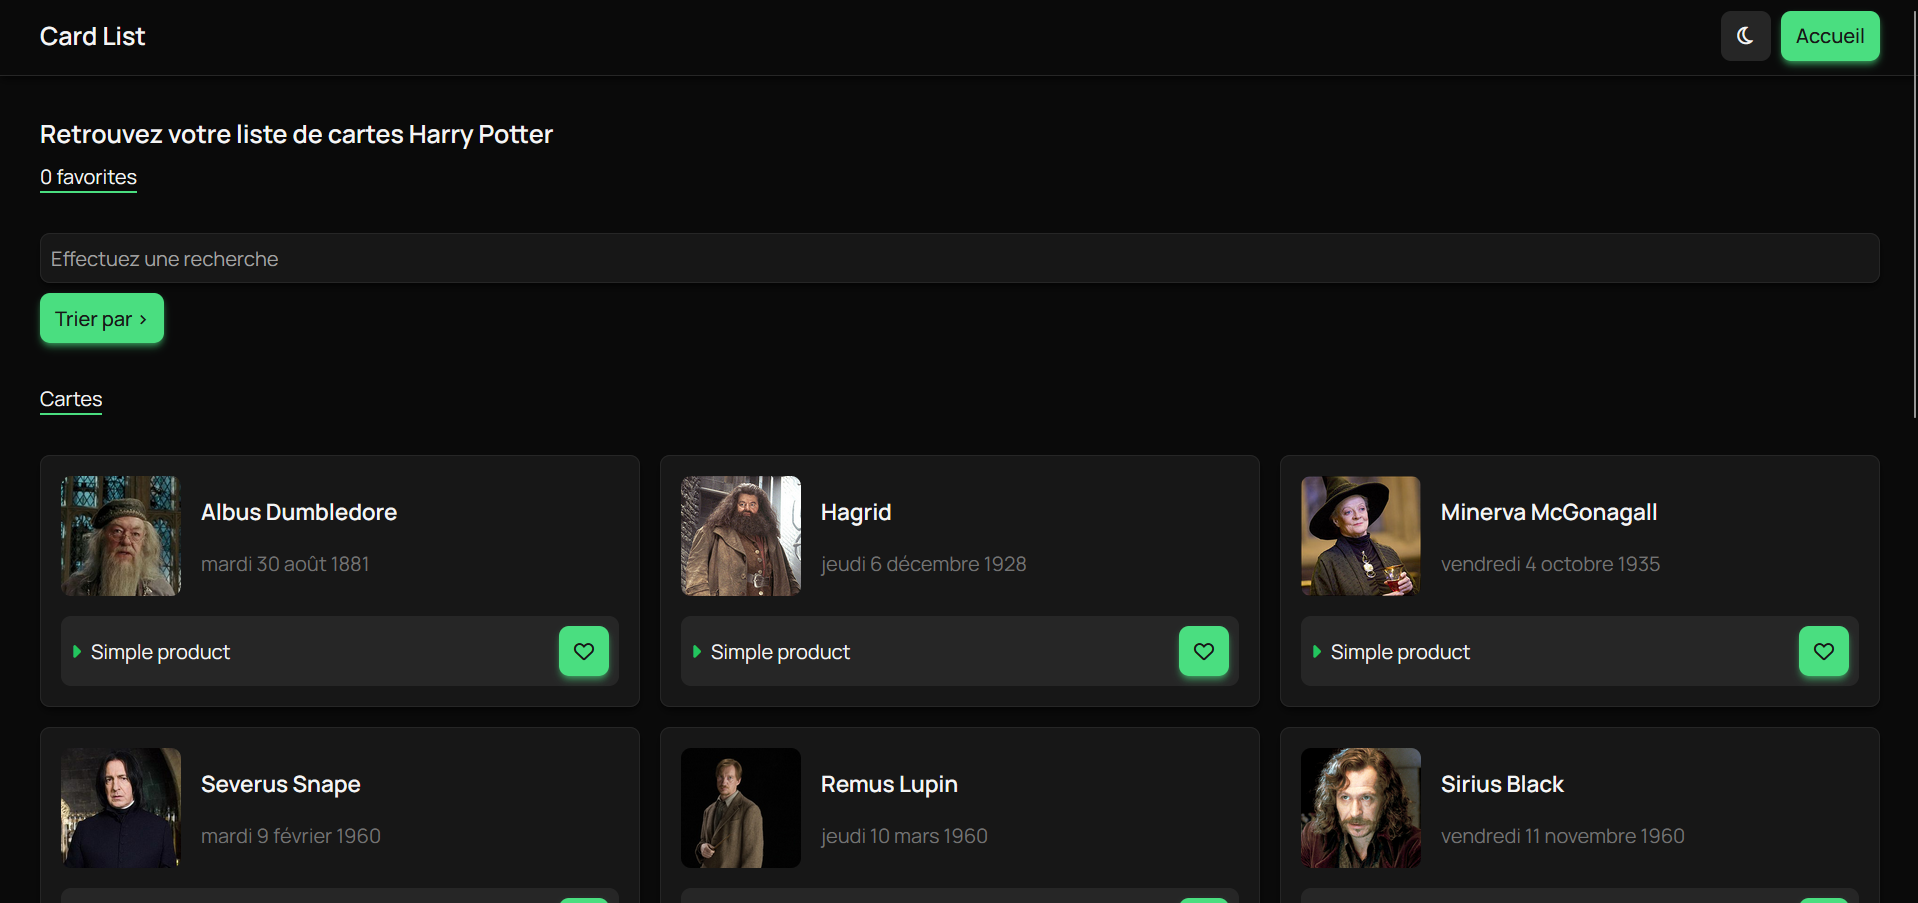 Card List
Accueil
Retrouvez votre liste de cartes Harry Potter
0 favorites
Effectuez une recherche
Trier par >
Cartes
Albus Dumbledore
mardi 30 août 1881
Simple product
Hagrid
jeudi 6 décembre 1928
Simple product
Minerva McGonagall
vendredi 4 octobre 1935
Simple product
Severus Snape
mardi 9 février 1960
Remus Lupin
jeudi 10 mars 1960
Sirius Black
vendredi 11 novembre 1960